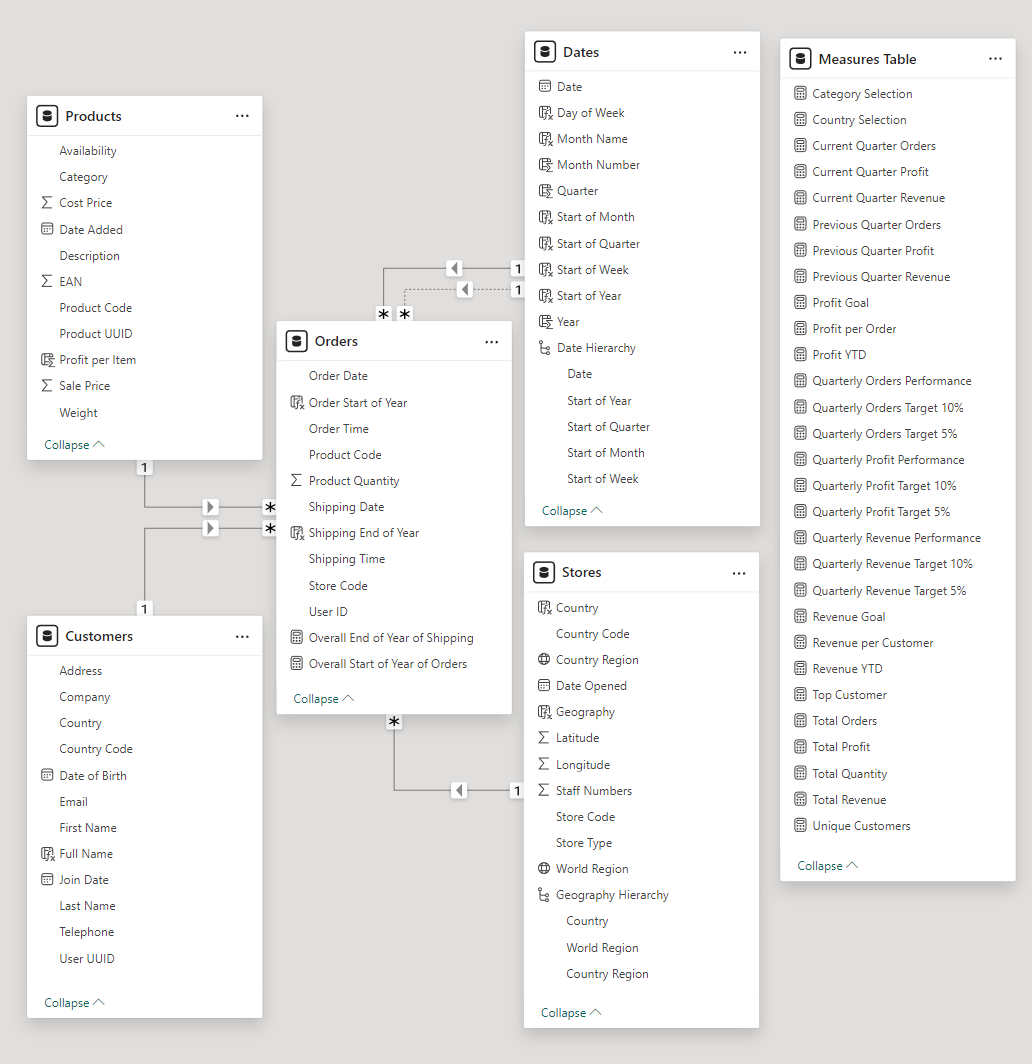 Products
Availability
Category
Cost Price
Date Added
Description
EAN
Product Code
Product UUID
Profit per Item
Sale Price
Weight
Collapse
1
*
*
1
Customers
Address
Company
Country
Country Code
Date of Birth
Email
First Name
Full Name
Join Date
Last Name
Telephone
User UUID
Collapse
1
1
*
*
Orders
Order Date
Order Start of Year
Order Time
Product Code
Product Quantity
Shipping Date
Shipping End of Year
Shipping Time
Store Code
User ID
Overall End of Year of Shipping
Overall Start of Year of Orders
Collapse
*
1
Dates
Date
Day of Week
Month Name
Month Number
Quarter
Start of Month
Start of Quarter
Start of Week
Start of Year
Year
Date Hierarchy
Date
Start of Year
Start of Quarter
Start of Month
Start of Week
Collapse
Stores
Country
Country Code
Country Region
Date Opened
Geography
Latitude
Longitude
Staff Numbers
Store Code
Store Type
World Region
Geography Hierarchy
Country
World Region
Country Region
Collapse
Measures Table
Category Selection
Country Selection
Current Quarter Orders
Current Quarter Profit
Current Quarter Revenue
Previous Quarter Orders
Previous Quarter Profit
Previous Quarter Revenue
Profit Goal
Profit per Order
Profit YTD
Quarterly Orders Performance
Quarterly Orders Target 10%
Quarterly Orders Target 5%
Quarterly Profit Performance
Quarterly Profit Target 10%
Quarterly Profit Target 5%
Quarterly Revenue Performance
Quarterly Revenue Target 10%
Quarterly Revenue Target 5%
Revenue Goal
Revenue per Customer
Revenue YTD
Top Customer
Total Orders
Total Profit
Total Quantity
Total Revenue
Unique Customers
Collapse